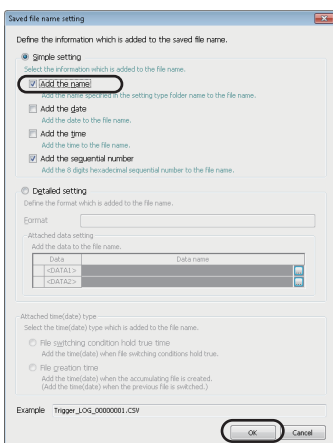 Saved file name setting
Define the information which is added to the saved file name.
Simple setting
Select the information which is added to the file name.
Add the name
Add the name specified in the setting type folder name to the file name.
Add the date
Add the date to the file name.
Add the time
Add the time to the file name.
Add the sequential number
Add the 8 digits hexadecimal sequential number to the file name.
Detailed setting
Define the format which is added to the file name.
Format
Attached data setting
Add the data to the file name.
Data Data name
<DATA1> ...
<DATA2> ...
Attached time(date) type
Select the time(date) type which is added to the file name.
File switching condition hold true time
Add the time(date) when file switching conditions hold true.
File creation time
Add the time(date) when the accumulating file is created.
(Add the time(date) when the previous file is switched.)
Example Trigger_LOG_00000001.CSV
OK Cancel